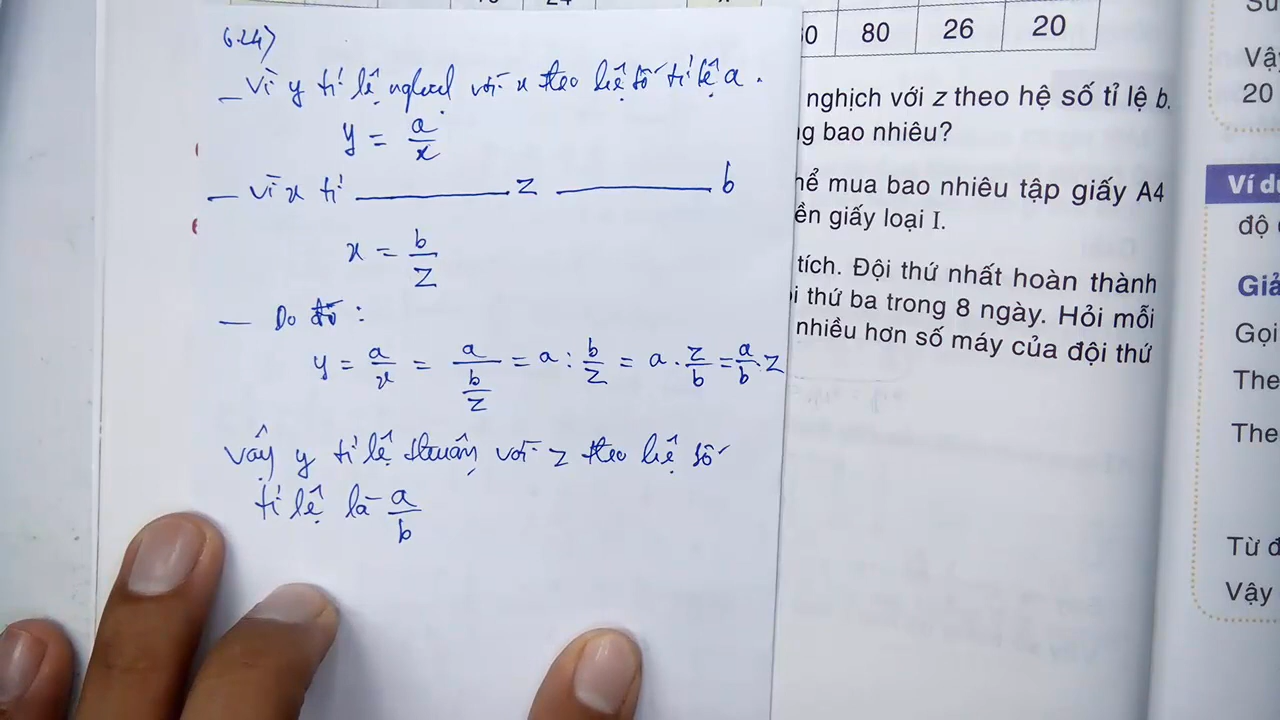 80 26 20
6.24)
– Vì y tỉ lệ nghịch với x theo hệ số tỉ lệ a.
y = a/x
– Vì x tỉ ——— z ——— b
x = b/z
– Do đó:
y = a/x = a/(b/z) = a : b/z = a · z/b = a/b · z
Vậy y tỉ lệ thuận với z theo hệ số
tỉ lệ là a/b
nghịch với z theo hệ số tỉ lệ b.
g bao nhiêu?
hể mua bao nhiêu tập giấy A4
ền giấy loại I.
tích. Đội thứ nhất hoàn thành
i thứ ba trong 8 ngày. Hỏi mỗi
nhiều hơn số máy của đội thứ
Vậ
20
Ví d
độ
Giả
Gọi
The
The
Từ đ
Vậy